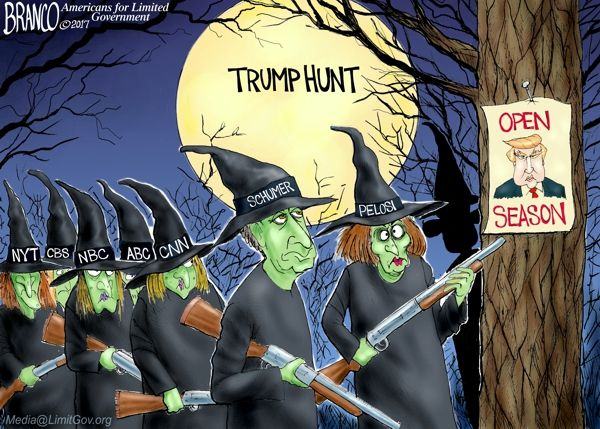 BRANCO
©2017
Americans for Limited
Government
TRUMP HUNT
OPEN
SEASON
SCHUMER
PELOSI
NYT
CBS
NBC
ABC
CNN
Media@LimitGov.org